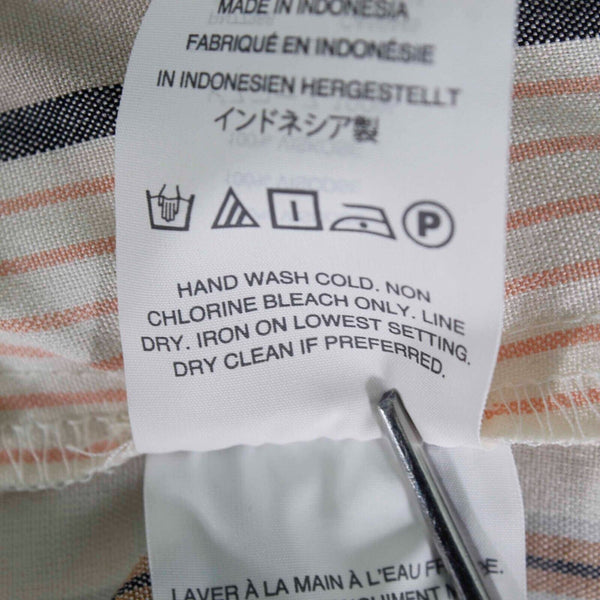 MADE IN INDONESIA
FABRIQUÉ EN INDONÉSIE
IN INDONESIEN HERGESTELLT
インドネシア製
P
HAND WASH COLD. NON
CHLORINE BLEACH ONLY. LINE
DRY. IRON ON LOWEST SETTING.
DRY CLEAN IF PREFERRED.
LAVER À LA MAIN À L'EAU